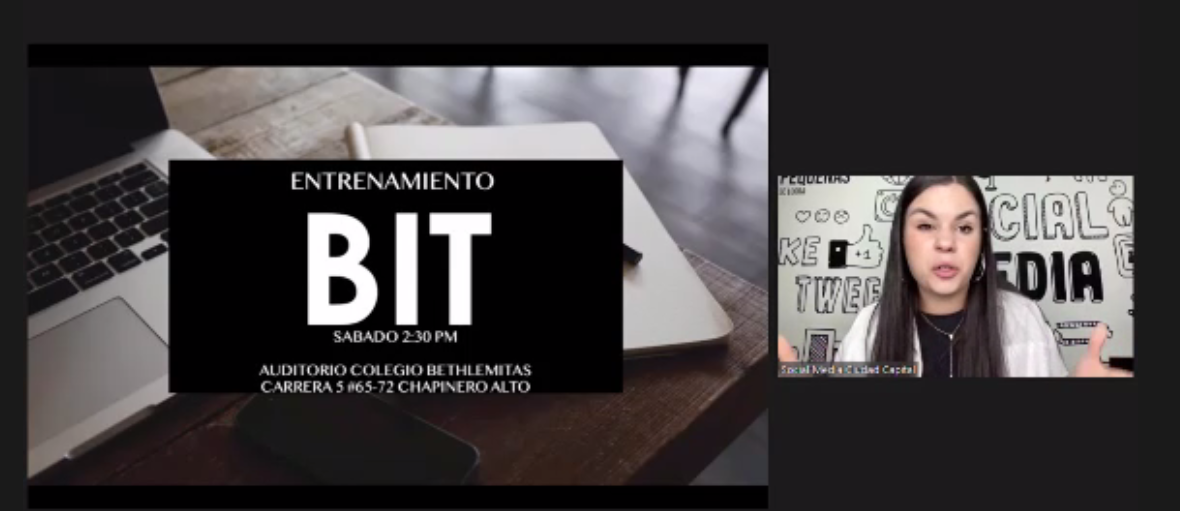 ENTRENAMIENTO
BIT
SABADO 2:30 PM
AUDITORIO COLEGIO BETHLEMITAS
CARRERA 5 #65-72 CHAPINERO ALTO
PEQUEÑAS
CIAL
KE
+1
TWEE
EDIA
Social Media Ciudad Capital